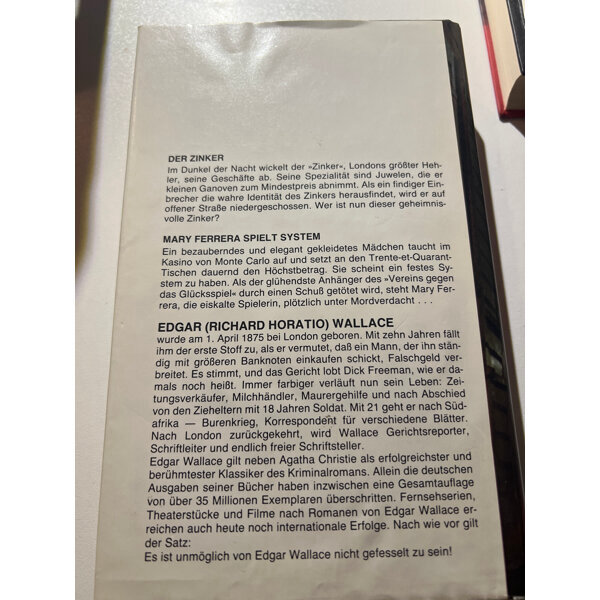 DER ZINKER
Im Dunkel der Nacht wickelt der »Zinker«, Londons größter Heh-
ler, seine Geschäfte ab. Seine Spezialität sind Juwelen, die er
kleinen Ganoven zum Mindestpreis abnimmt. Als ein findiger Ein-
brecher die wahre Identität des Zinkers herausfindet, wird er auf
offener Straße niedergeschossen. Wer ist nun dieser geheimnis-
volle Zinker?
MARY FERRERA SPIELT SYSTEM
Ein bezauberndes und elegant gekleidetes Mädchen taucht im
Kasino von Monte Carlo auf und setzt an den Trente-et-Quarant-
Tischen dauernd den Höchstbetrag. Sie scheint ein festes Sy-
stem zu haben. Als der glühendste Anhänger des »Vereins gegen
das Glücksspiel« durch einen Schuß getötet wird, steht Mary Fer-
rera, die eiskalte Spielerin, plötzlich unter Mordverdacht . . .
EDGAR (RICHARD HORATIO) WALLACE
wurde am 1. April 1875 bei London geboren. Mit zehn Jahren fällt
ihm der erste Stoff zu, als er vermutet, daß ein Mann, der ihn stän-
dig mit größeren Banknoten einkaufen schickt, Falschgeld ver-
breitet. Es stimmt, und das Gericht lobt Dick Freeman, wie er da-
mals noch heißt. Immer farbiger verläuft nun sein Leben: Zei-
tungsverkäufer, Milchhändler, Maurergehilfe und nach Abschied
von den Zieheltern mit 18 Jahren Soldat. Mit 21 geht er nach Süd-
afrika — Burenkrieg, Korrespondent für verschiedene Blätter.
Nach London zurückgekehrt, wird Wallace Gerichtsreporter,
Schriftleiter und endlich freier Schriftsteller.
Edgar Wallace gilt neben Agatha Christie als erfolgreichster und
berühmtester Klassiker des Kriminalromans. Allein die deutschen
Ausgaben seiner Bücher haben inzwischen eine Gesamtauflage
von über 35 Millionen Exemplaren überschritten. Fernsehserien,
Theaterstücke und Filme nach Romanen von Edgar Wallace er-
reichen auch heute noch internationale Erfolge. Nach wie vor gilt
der Satz:
Es ist unmöglich von Edgar Wallace nicht gefesselt zu sein!